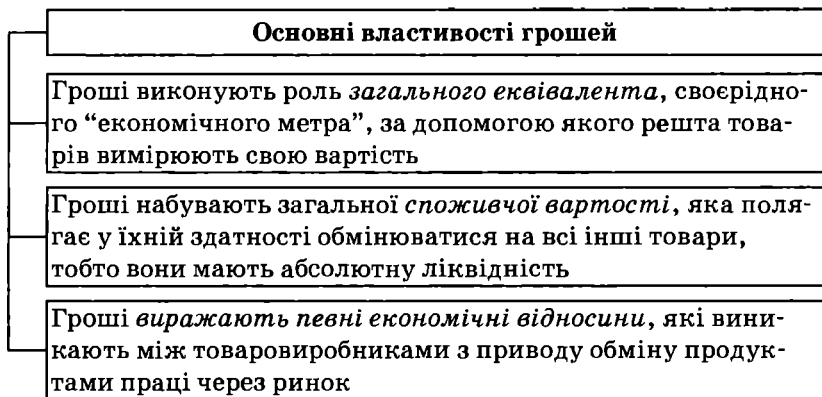 Основні властивості грошей
Гроші виконують роль загального еквівалента, своєрідно-
го “економічного метра”, за допомогою якого решта това-
рів вимірюють свою вартість
Гроші набувають загальної споживчої вартості, яка поля-
гає у їхній здатності обмінюватися на всі інші товари,
тобто вони мають абсолютну ліквідність
Гроші виражають певні економічні відносини, які вини-
кають між товаровиробниками з приводу обміну продук-
тами праці через ринок